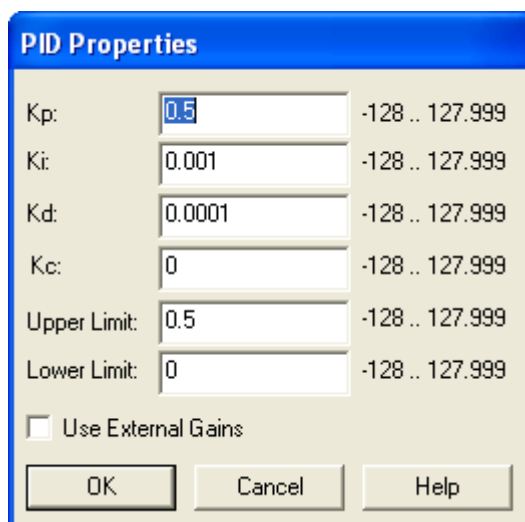 PID Properties
Kp: 0.5 -128 .. 127.999
Ki: 0.001 -128 .. 127.999
Kd: 0.0001 -128 .. 127.999
Kc: 0 -128 .. 127.999
Upper Limit: 0.5 -128 .. 127.999
Lower Limit: 0 -128 .. 127.999
Use External Gains
OK Cancel Help